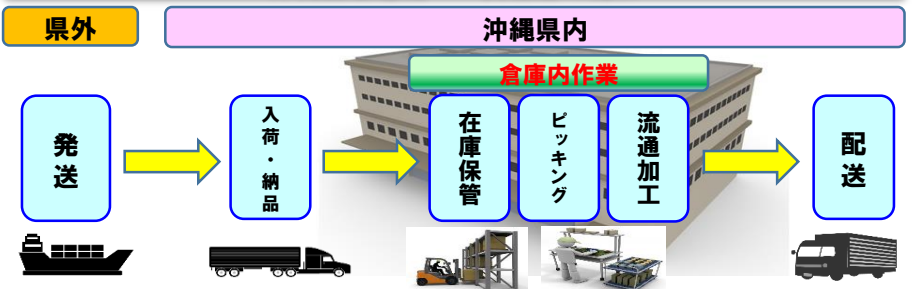 県外
沖縄県内
倉庫内作業
発送
入荷・納品
在庫保管
ピッキング
流通加工
配送